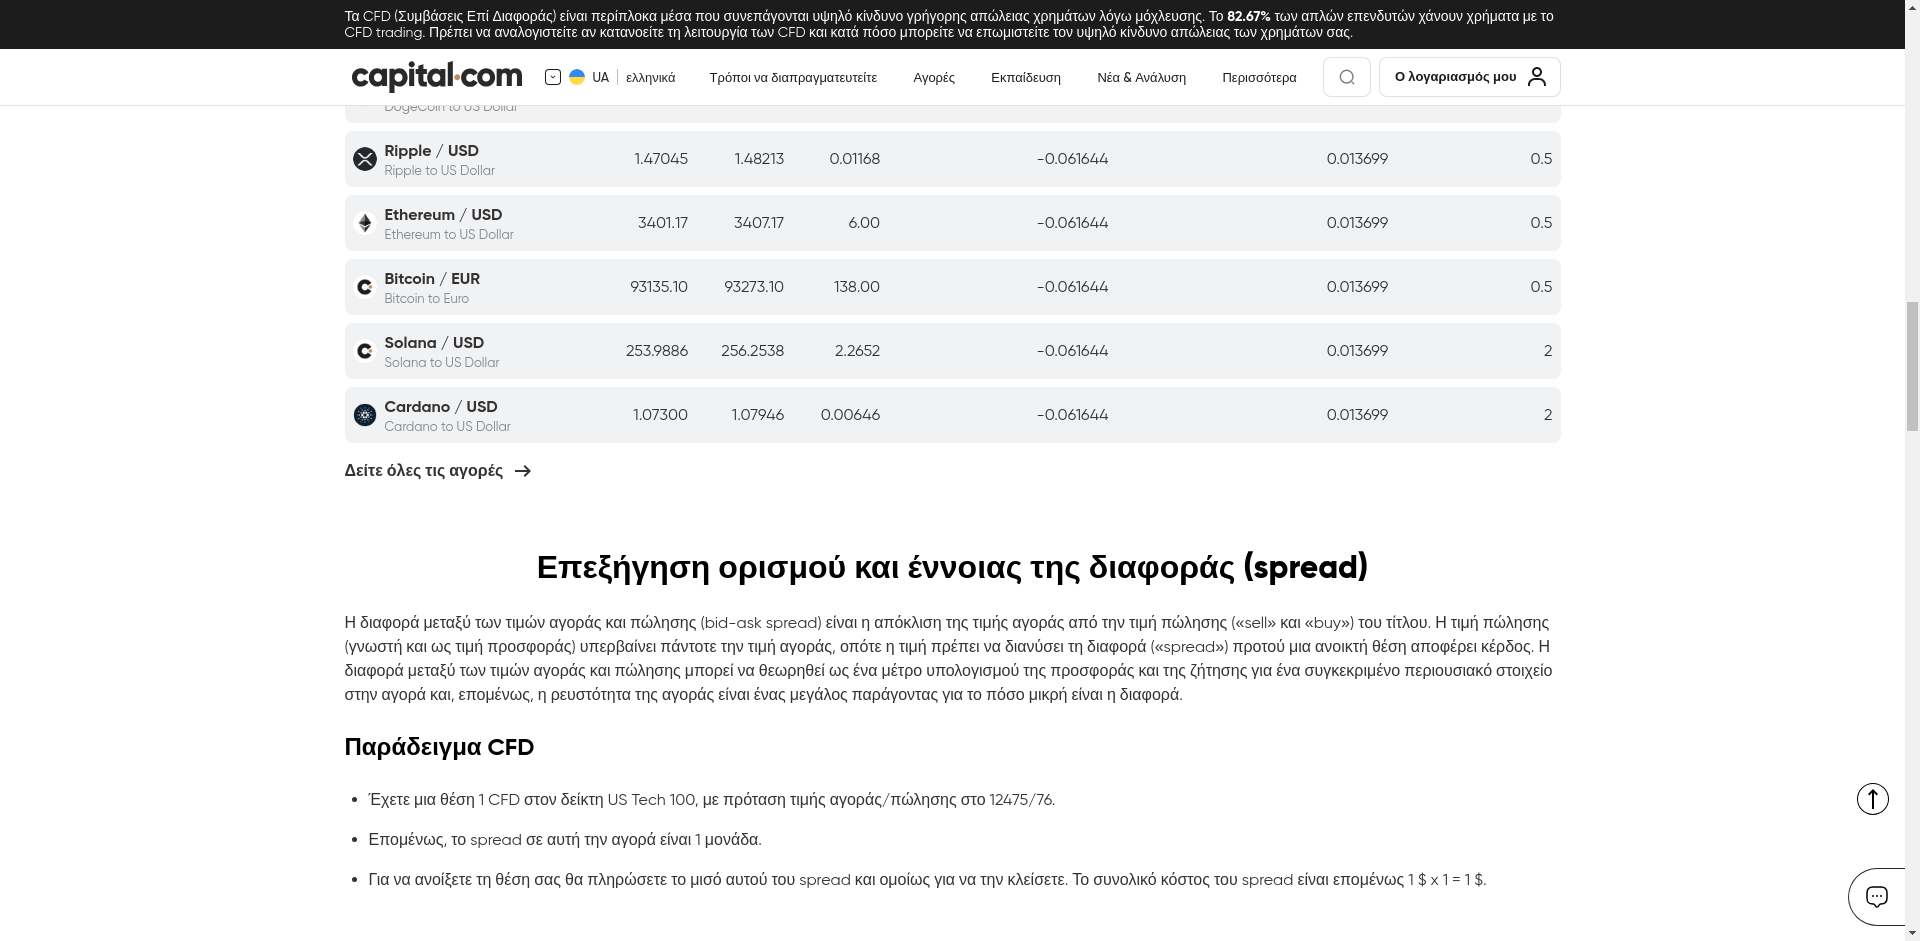 Τα CFD (Συμβάσεις Επί Διαφοράς) είναι περίπλοκα μέσα που συνεπάγονται υψηλό κίνδυνο γρήγορης απώλειας χρημάτων λόγω μόχλευσης. Το 82.67% των απλών επενδυτών χάνουν χρήματα με το
CFD trading. Πρέπει να αναλογιστείτε αν κατανοείτε τη λειτουργία των CFD και κατά πόσο μπορείτε να επωμιστείτε τον υψηλό κίνδυνο απώλειας των χρημάτων σας.
capital.com UA ελληνικά Τρόποι να διαπραγματευτείτε Αγορές Εκπαίδευση Νέα & Ανάλυση Περισσότερα Ο λογαριασμός μου
DogeCoin to US Dollar
Ripple / USD 1.47045 1.48213 0.01168 -0.061644 0.013699 0.5
Ripple to US Dollar
Ethereum / USD 3401.17 3407.17 6.00 -0.061644 0.013699 0.5
Ethereum to US Dollar
Bitcoin / EUR 93135.10 93273.10 138.00 -0.061644 0.013699 0.5
Bitcoin to Euro
Solana / USD 253.9886 256.2538 2.2652 -0.061644 0.013699 2
Solana to US Dollar
Cardano / USD 1.07300 1.07946 0.00646 -0.061644 0.013699 2
Cardano to US Dollar
Δείτε όλες τις αγορές
Επεξήγηση ορισμού και έννοιας της διαφοράς (spread)
Η διαφορά μεταξύ των τιμών αγοράς και πώλησης (bid-ask spread) είναι η απόκλιση της τιμής αγοράς από την τιμή πώλησης («sell» και «buy») του τίτλου. Η τιμή πώλησης
(γνωστή και ως τιμή προσφοράς) υπερβαίνει πάντοτε την τιμή αγοράς, οπότε η τιμή πρέπει να διανύσει τη διαφορά («spread») προτού μια ανοικτή θέση αποφέρει κέρδος. Η
διαφορά μεταξύ των τιμών αγοράς και πώλησης μπορεί να θεωρηθεί ως ένα μέτρο υπολογισμού της προσφοράς και της ζήτησης για ένα συγκεκριμένο περιουσιακό στοιχείο
στην αγορά και, επομένως, η ρευστότητα της αγοράς είναι ένας μεγάλος παράγοντας για το πόσο μικρή είναι η διαφορά.
Παράδειγμα CFD
• Έχετε μια θέση 1 CFD στον δείκτη US Tech 100, με πρόταση τιμής αγοράς/πώλησης στο 12475/76.
• Επομένως, το spread σε αυτή την αγορά είναι 1 μονάδα.
• Για να ανοίξετε τη θέση σας θα πληρώσετε το μισό αυτού του spread και ομοίως για να την κλείσετε. Το συνολικό κόστος του spread είναι επομένως 1 $ x 1 = 1 $.